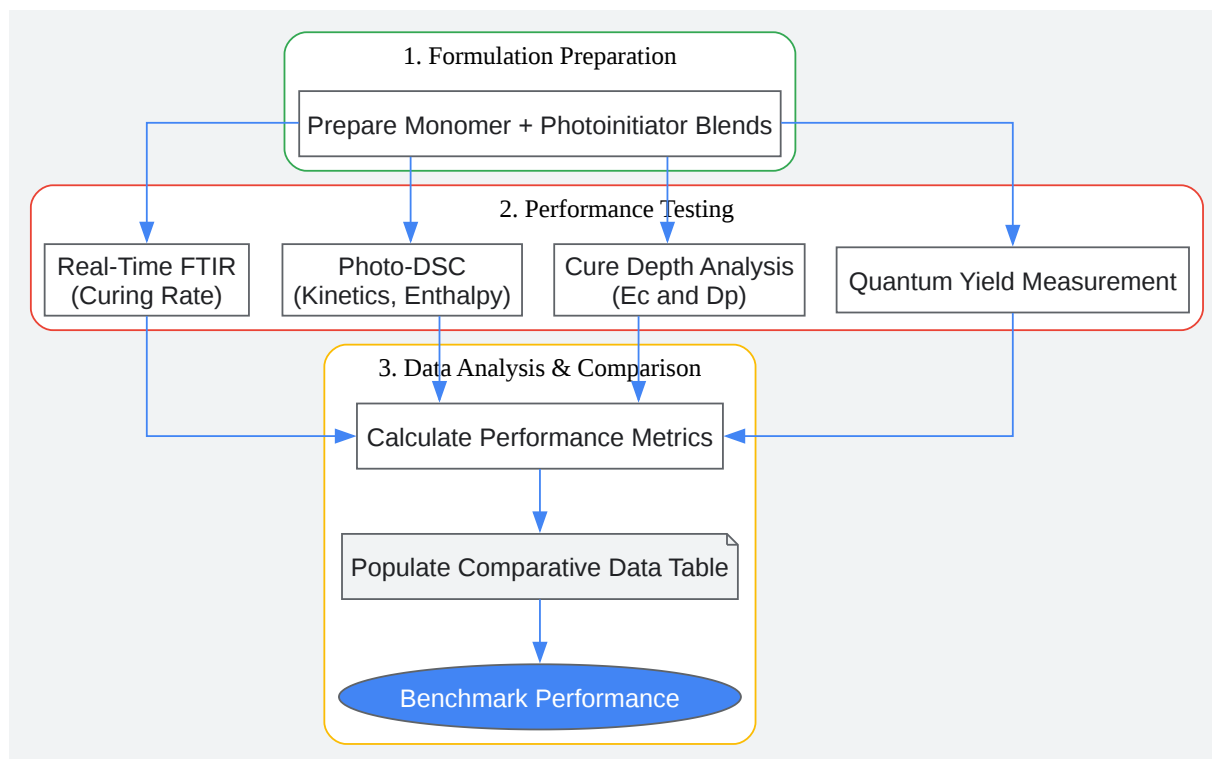 1. Formulation Preparation
Prepare Monomer + Photoinitiator Blends
2. Performance Testing
Real-Time FTIR
(Curing Rate)
Photo-DSC
(Kinetics, Enthalpy)
Cure Depth Analysis
(Ec and Dp)
Quantum Yield Measurement
3. Data Analysis & Comparison
Calculate Performance Metrics
Populate Comparative Data Table
Benchmark Performance